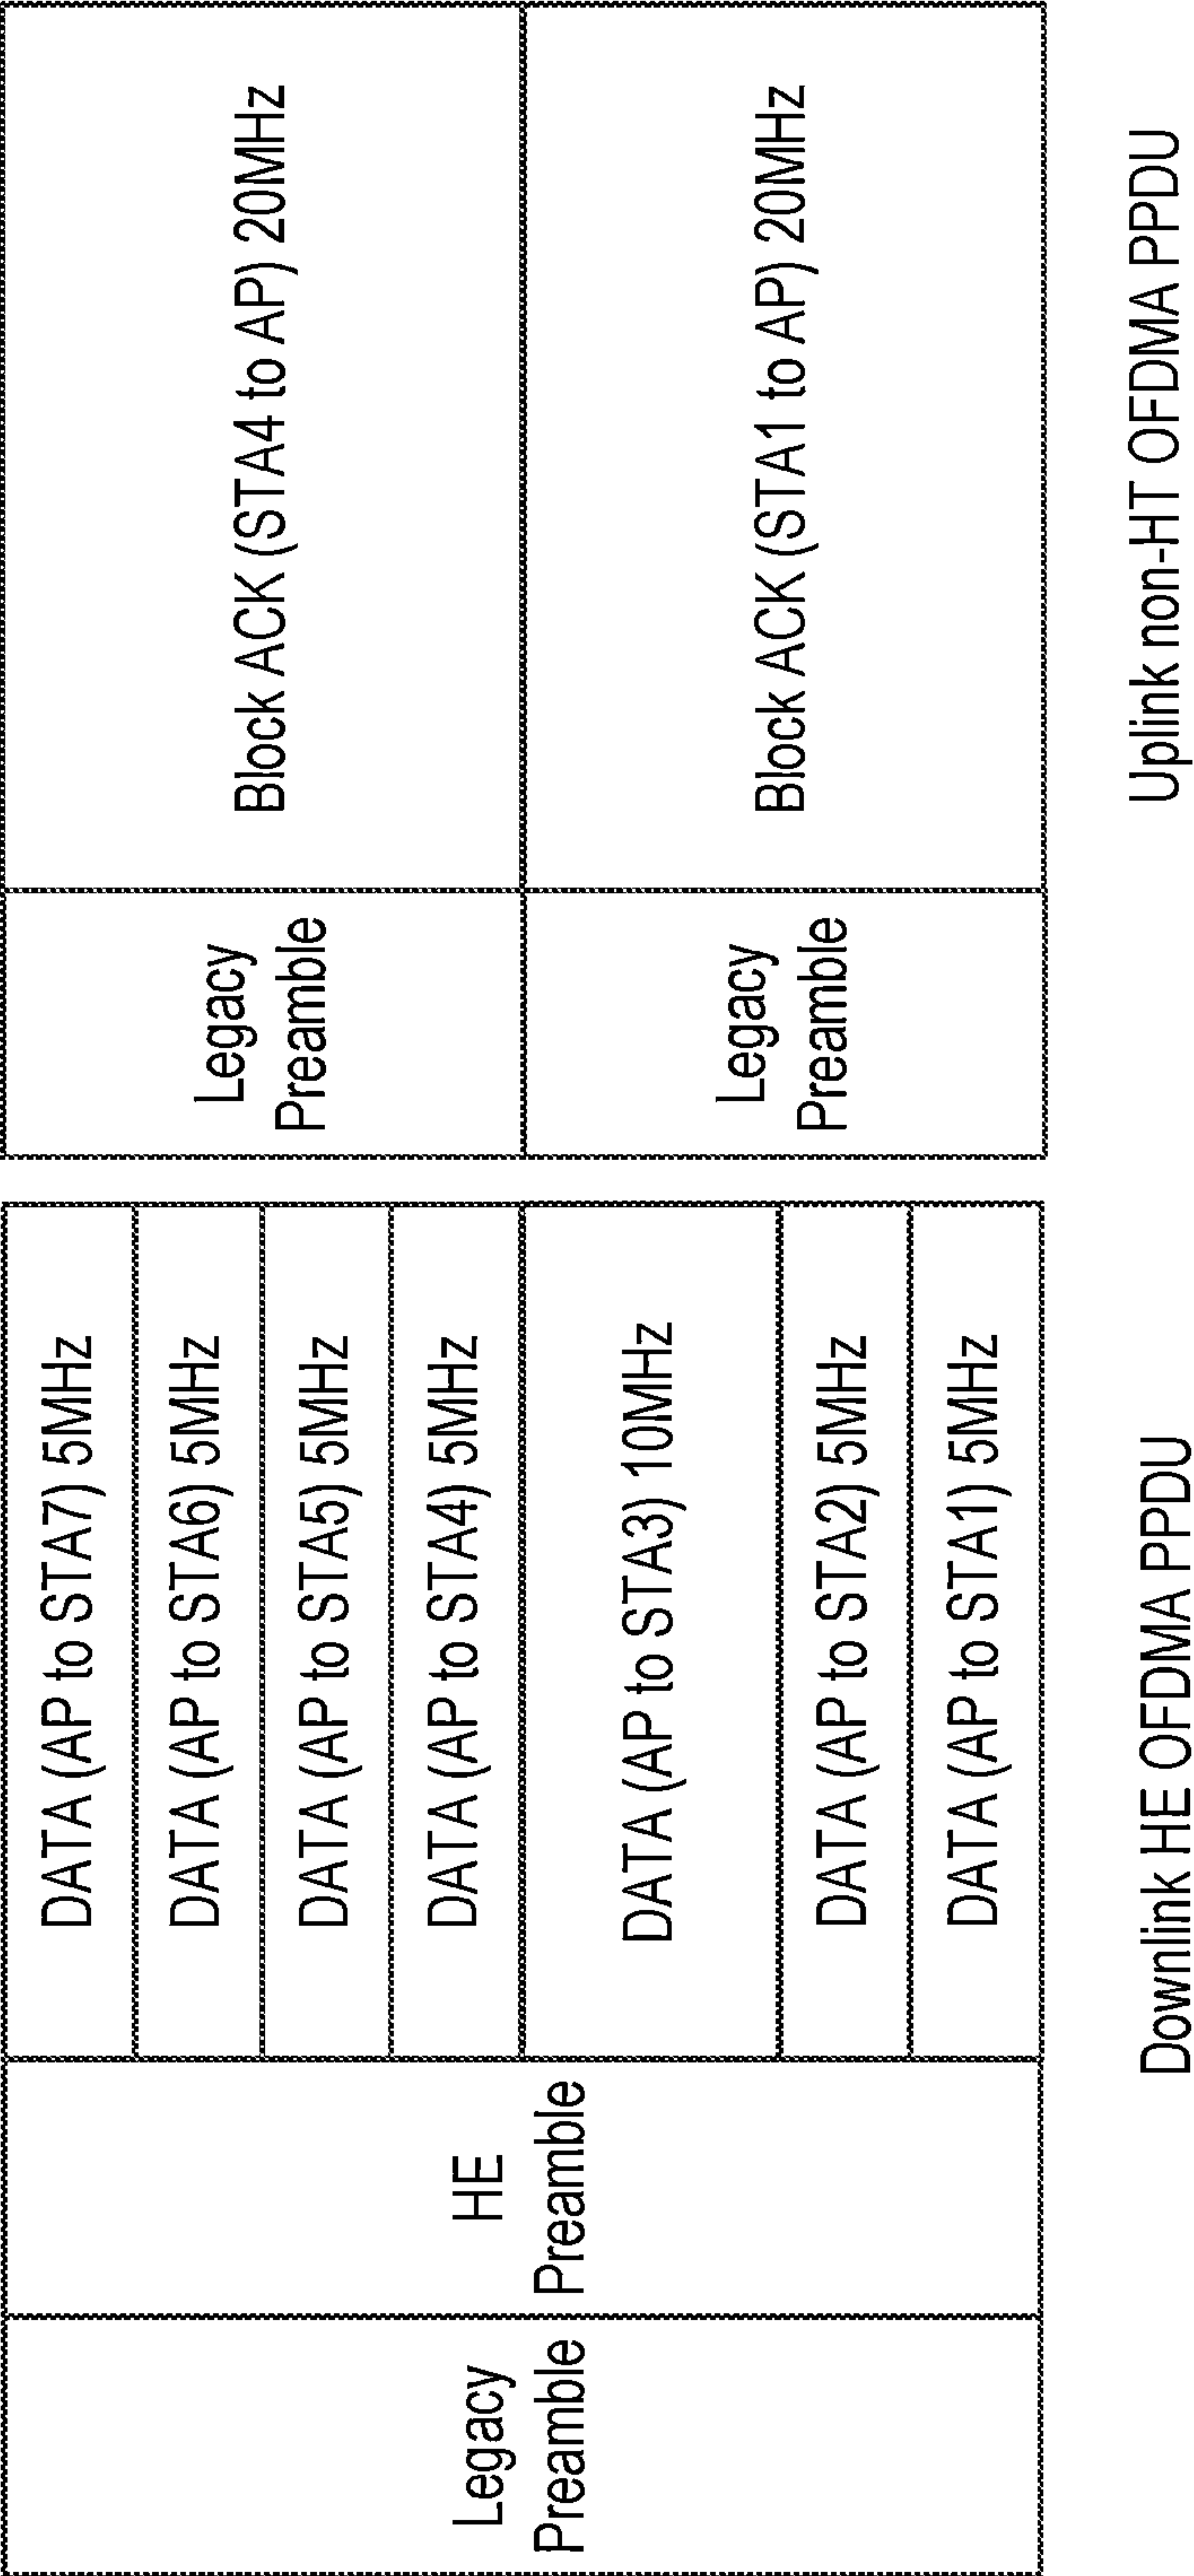 Legacy
Preamble
HE
Preamble
DATA (AP to STA7) 5MHz
DATA (AP to STA6) 5MHz
DATA (AP to STA5) 5MHz
DATA (AP to STA4) 5MHz
DATA (AP to STA3) 10MHz
DATA (AP to STA2) 5MHz
DATA (AP to STA1) 5MHz
Downlink HE OFDMA PPDU
Legacy
Preamble
Block ACK (STA4 to AP) 20MHz
Legacy
Preamble
Block ACK (STA1 to AP) 20MHz
Uplink non-HT OFDMA PPDU